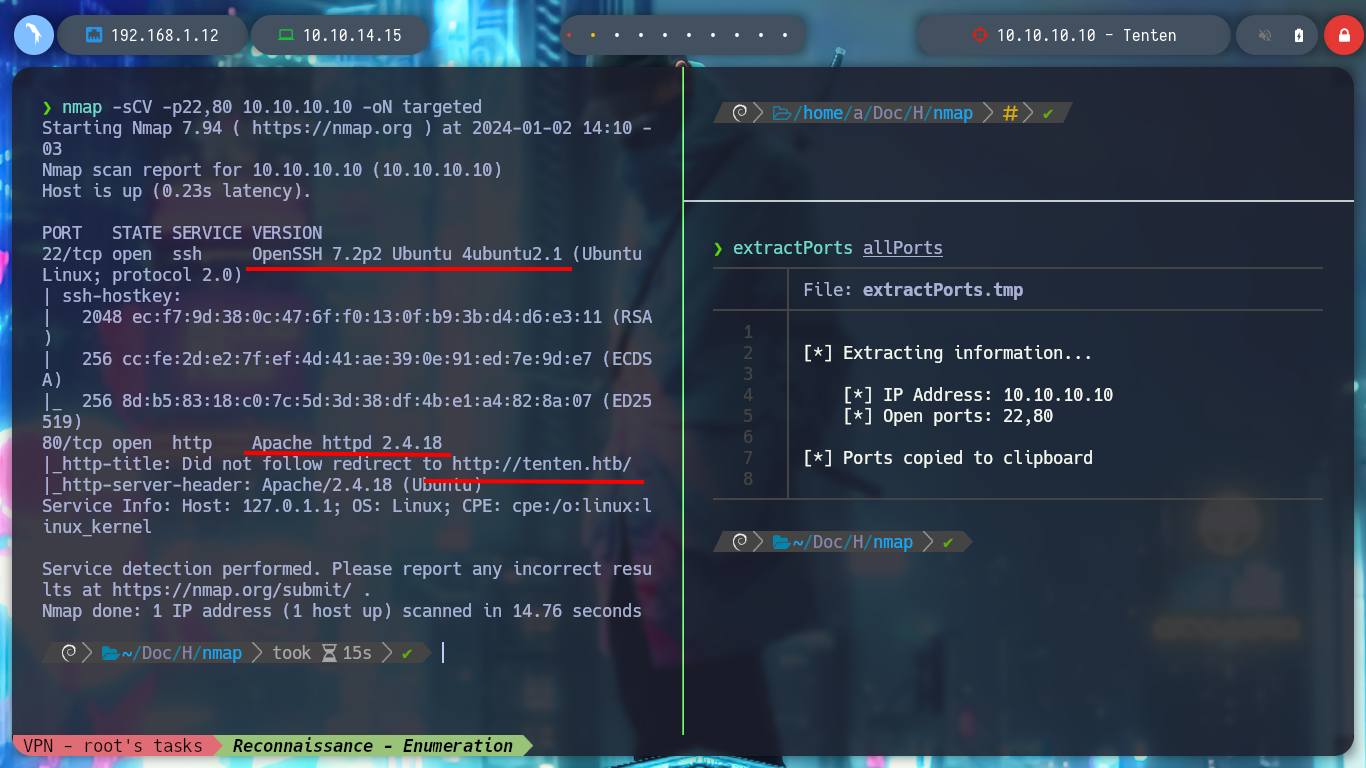 192.168.1.12
10.10.14.15
10.10.10.10 - Tenten
❯ nmap -sCV -p22,80 10.10.10.10 -oN targeted
Starting Nmap 7.94 ( https://nmap.org ) at 2024-01-02 14:10 -
03
Nmap scan report for 10.10.10.10 (10.10.10.10)
Host is up (0.23s latency).
PORT   STATE SERVICE VERSION
22/tcp open  ssh     OpenSSH 7.2p2 Ubuntu 4ubuntu2.1 (Ubuntu
Linux; protocol 2.0)
| ssh-hostkey:
|   2048 ec:f7:9d:38:0c:47:6f:f0:13:0f:b9:3b:d4:d6:e3:11 (RSA
)
|   256 cc:fe:2d:e2:7f:ef:4d:41:ae:39:0e:91:ed:7e:9d:e7 (ECDS
A)
|_  256 8d:b5:83:18:c0:7c:5d:3d:38:df:4b:e1:a4:82:8a:07 (ED25
519)
80/tcp open  http    Apache httpd 2.4.18
|_http-title: Did not follow redirect to http://tenten.htb/
|_http-server-header: Apache/2.4.18 (Ubuntu)
Service Info: Host: 127.0.1.1; OS: Linux; CPE: cpe:/o:linux:l
inux_kernel
Service detection performed. Please report any incorrect resu
lts at https://nmap.org/submit/ .
Nmap done: 1 IP address (1 host up) scanned in 14.76 seconds
~/Doc/H/nmap took 15s ✔
/home/a/Doc/H/nmap # ✔
❯ extractPorts allPorts
File: extractPorts.tmp
1
2 [*] Extracting information...
3
4 [*] IP Address: 10.10.10.10
5 [*] Open ports: 22,80
6
7 [*] Ports copied to clipboard
8
~/Doc/H/nmap ✔
VPN - root's tasks Reconnaissance - Enumeration